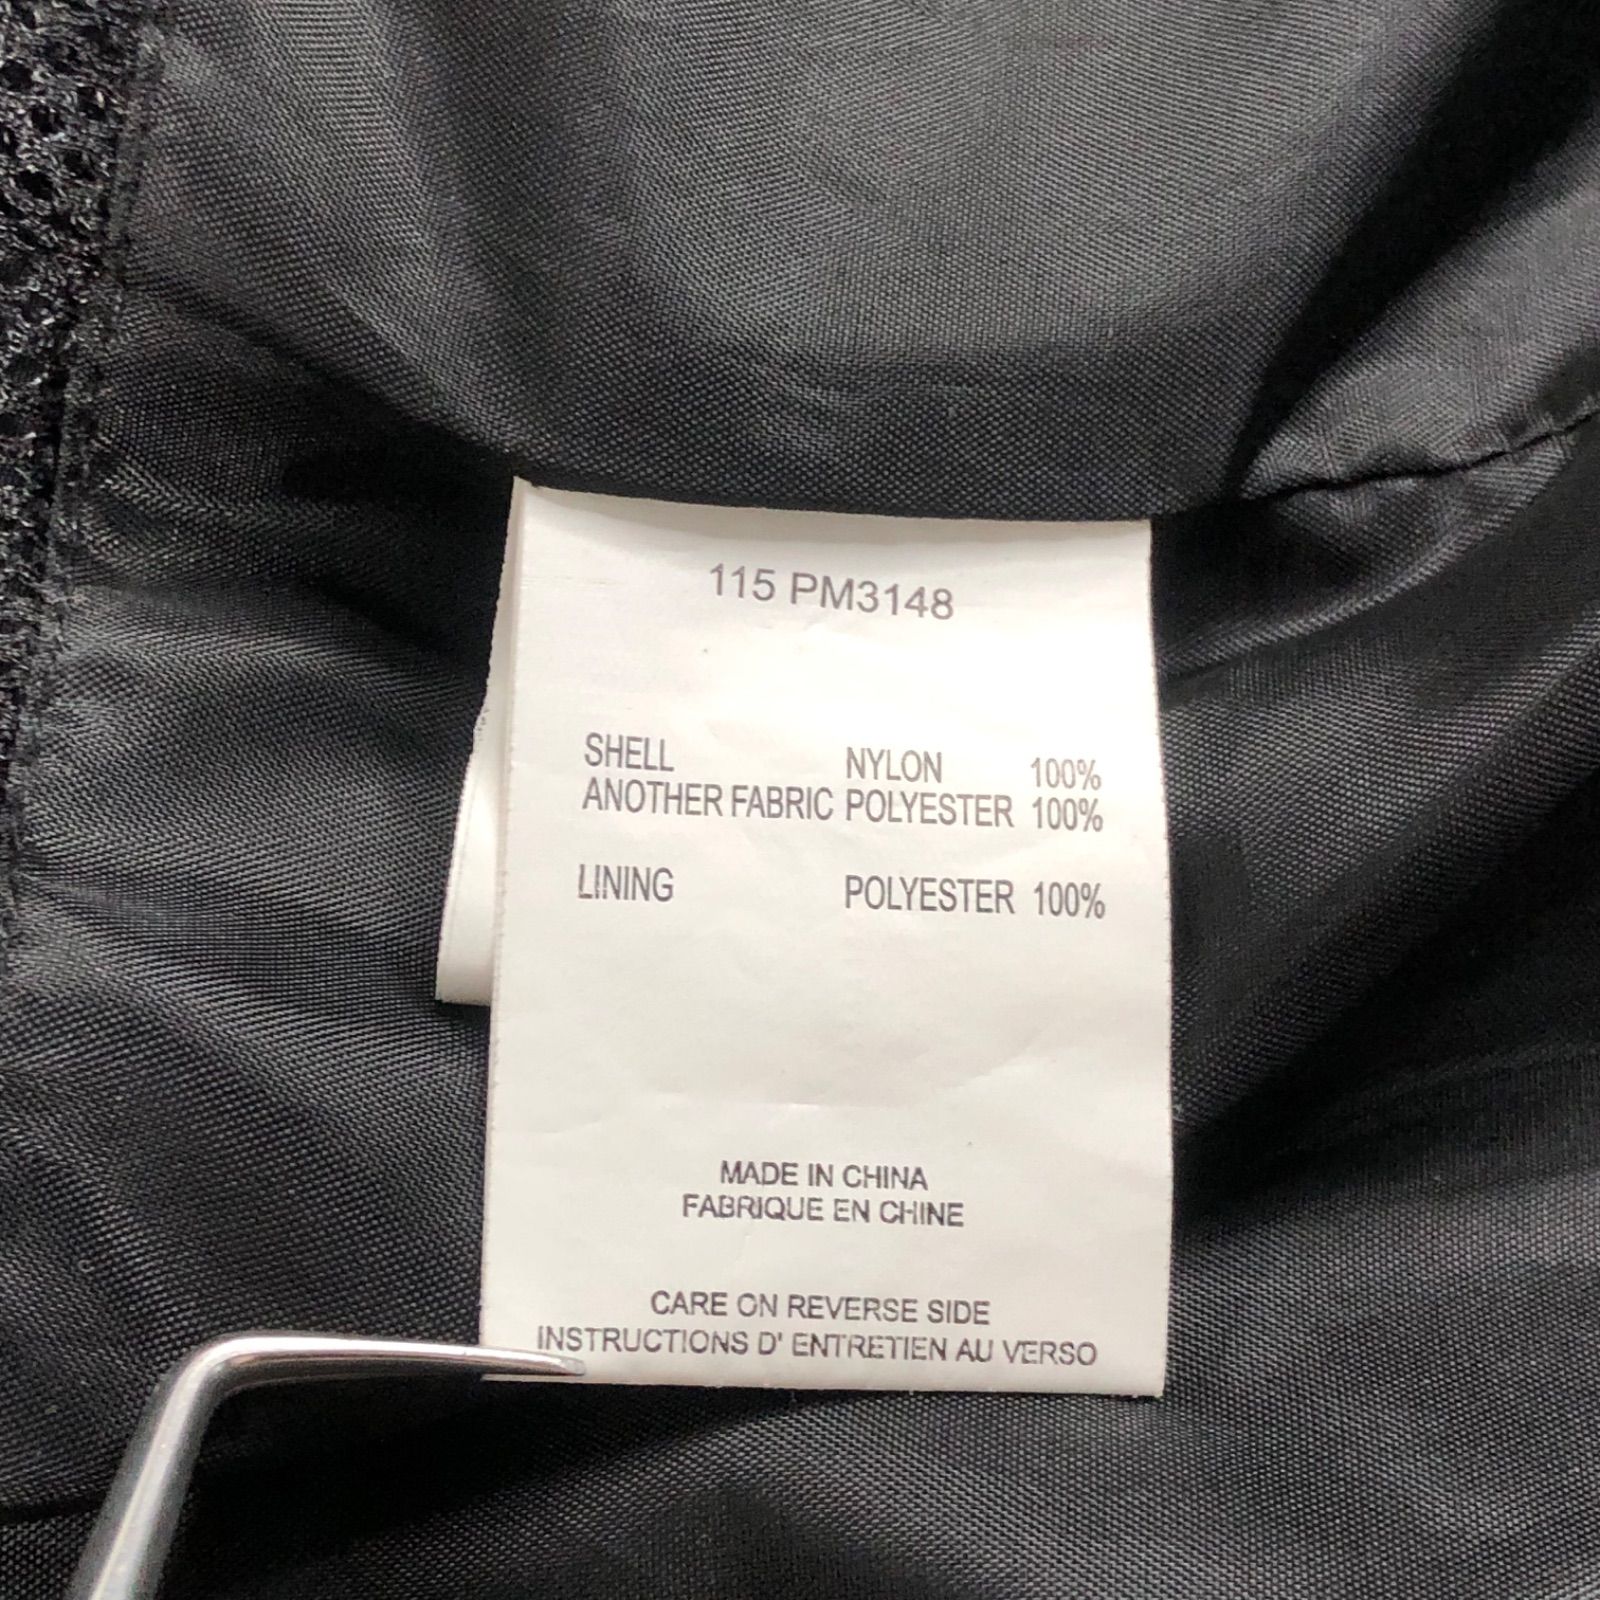 115 PM3148
SHELL NYLON 100%
ANOTHER FABRIC POLYESTER 100%
LINING POLYESTER 100%
MADE IN CHINA
FABRIQUE EN CHINE
CARE ON REVERSE SIDE
INSTRUCTIONS D' ENTRETIEN AU VERSO